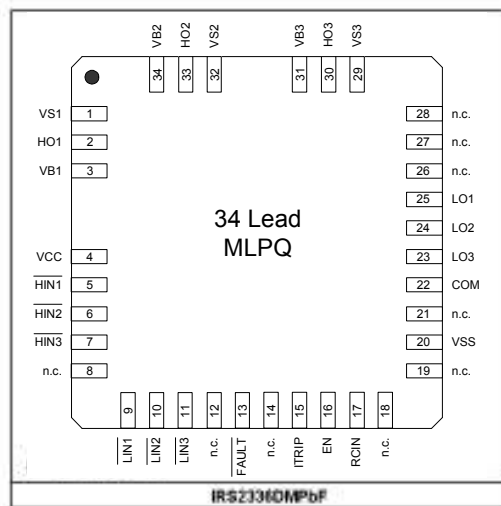 VB2 HO2 VS2 VB3 HO3 VS3
34 33 32 31 30 29
VS1 1
HO1 2
VB1 3
VCC 4
HIN1 5
HIN2 6
HIN3 7
n.c. 8
34 Lead
MLPQ
28 n.c.
27 n.c.
26 n.c.
25 LO1
24 LO2
23 LO3
22 COM
21 n.c.
20 VSS
19 n.c.
9 10 11 12 13 14 15 16 17 18
LIN1 LIN2 LIN3 n.c. FAULT n.c. ITRIP EN RCIN n.c.
IRS2336DMPbF